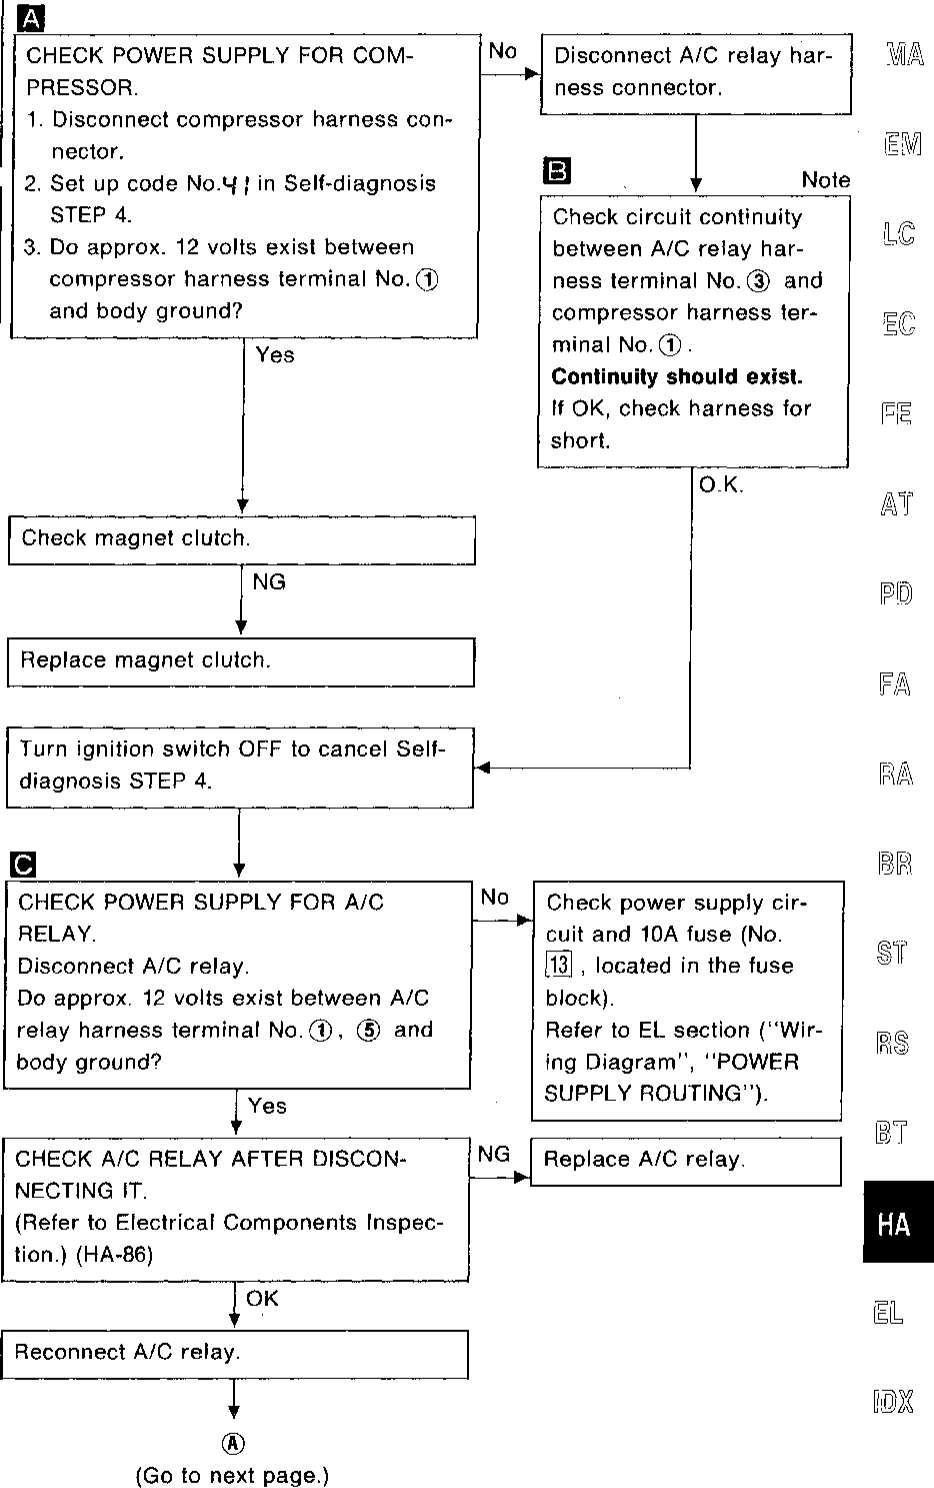 A
CHECK POWER SUPPLY FOR COM-
PRESSOR.
1. Disconnect compressor harness con-
nector.
2. Set up code No.41 in Self-diagnosis
STEP 4.
3. Do approx. 12 volts exist between
compressor harness terminal No. ①
and body ground?
No
Disconnect A/C relay har-
ness connector.
B
Note
Check circuit continuity
between A/C relay har-
ness terminal No. ③ and
compressor harness ter-
minal No. ① .
Continuity should exist.
If OK, check harness for
short.
Yes
O.K.
Check magnet clutch.
NG
Replace magnet clutch.
Turn ignition switch OFF to cancel Self-
diagnosis STEP 4.
C
CHECK POWER SUPPLY FOR A/C
RELAY.
Disconnect A/C relay.
Do approx. 12 volts exist between A/C
relay harness terminal No. ①, ⑤ and
body ground?
No
Check power supply cir-
cuit and 10A fuse (No.
13 , located in the fuse
block).
Refer to EL section (“Wir-
ing Diagram”, “POWER
SUPPLY ROUTING”).
Yes
CHECK A/C RELAY AFTER DISCON-
NECTING IT.
(Refer to Electrical Components Inspec-
tion.) (HA-86)
NG
Replace A/C relay.
OK
Reconnect A/C relay.
Ⓐ
(Go to next page.)
MA
EM
LC
EC
FE
AT
PD
FA
RA
BR
ST
RS
BT
HA
EL
IDX